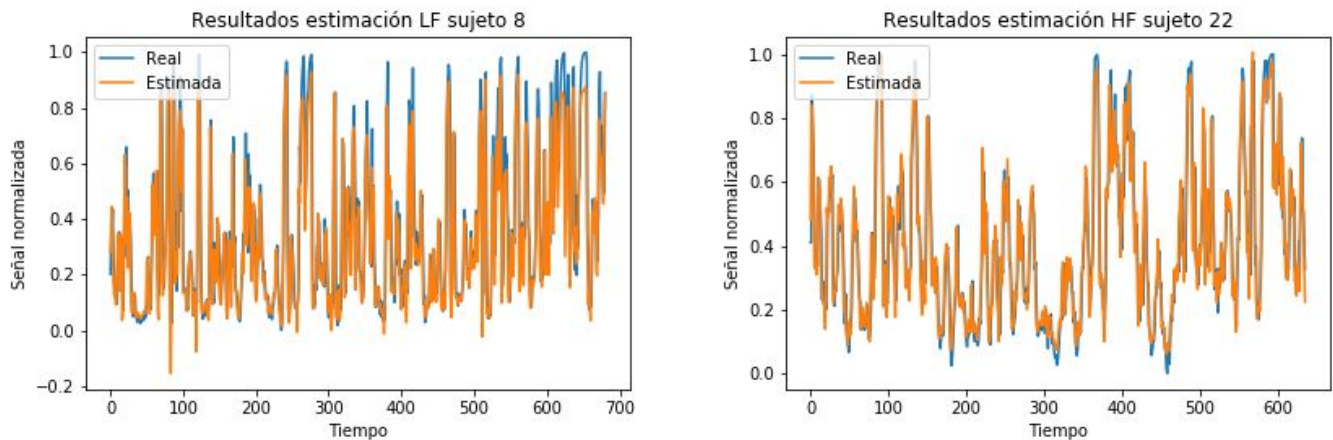 Resultados estimación LF sujeto 8
Real
Estimada
Señal normalizada
1.0
0.8
0.6
0.4
0.2
0.0
−0.2
0 100 200 300 400 500 600 700
Tiempo
Resultados estimación HF sujeto 22
Real
Estimada
Señal normalizada
1.0
0.8
0.6
0.4
0.2
0.0
0 100 200 300 400 500 600
Tiempo